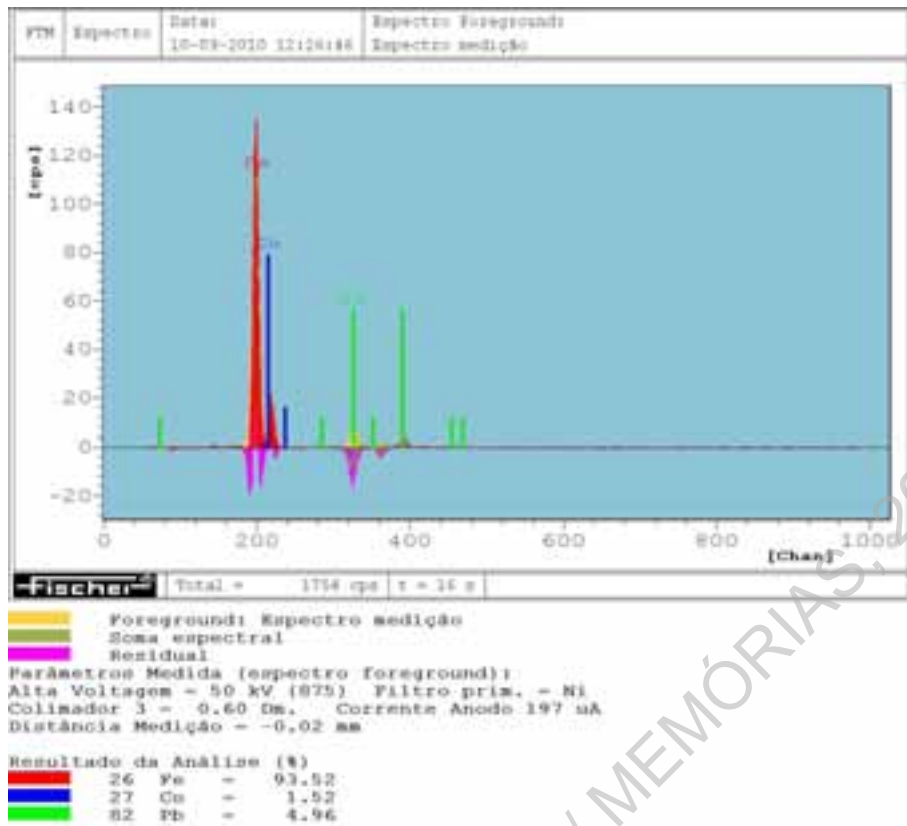 FTM Espectro Data: Espectro Foreground:
10-09-2010 12:26:46 Espectro medição
140
120
100
80
60
40
20
0
-20
[cps]
Fe
Co
0 200 400 600 800 1000
[Chan]
Fischer Total = 1758 cps t = 16 s
Foreground: Espectro medição
Soma espectral
Residual
Parâmetros Medida (espectro foreground):
Alta Voltagem = 50 kV (875) Filtro prim. = Ni
Colimador 3 = 0.60 Dm. Corrente Anodo 197 uA
Distância Medição = -0.02 mm
Resultado da Análise (%)
26 Fe = 93.52
27 Co = 1.52
82 Pb = 4.96
MEMÓRIAS,